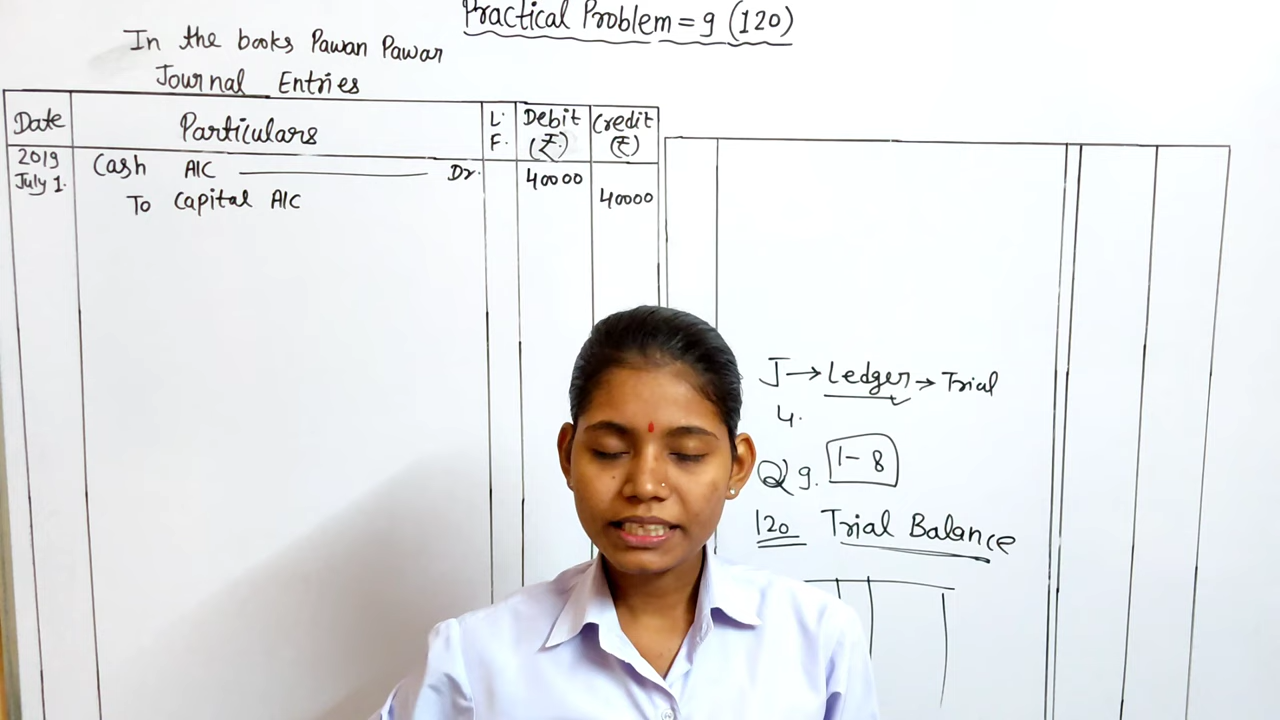 Practical Problem = 9 (120)
In the books Pawan Pawar
Journal Entries
Date Particulars L. F. Debit (₹) Credit (₹)
2019
July 1. Cash A/C Dr. 40000
To Capital A/C 40000
J → Ledger → Trial
4.
Q 9. 1-8
120 Trial Balance